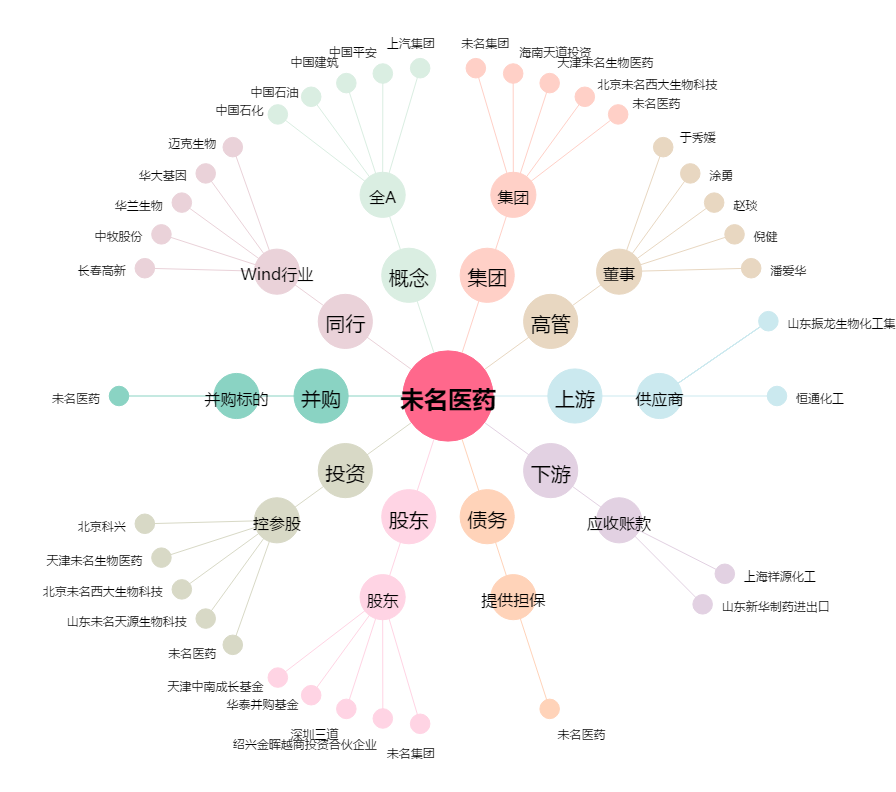 上汽集团
中国平安
中国建筑
中国石油
中国石化
未名集团
海南天道投资
天津未名生物医药
北京未名西大生物科技
未名医药
迈克生物
华大基因
华兰生物
中牧股份
长春高新
全A
集团
于秀媛
涂勇
赵琰
倪健
潘爱华
Wind行业
概念
集团
董事
同行
高管
山东振龙生物化工集
未名医药
并购标的
并购
未名医药
上游
供应商
恒通化工
投资
下游
北京科兴
控参股
股东
债务
应收账款
天津未名生物医药
北京未名西大生物科技
山东未名天源生物科技
未名医药
股东
提供担保
上海祥源化工
山东新华制药进出口
天津中南成长基金
华泰并购基金
深圳三道
绍兴金晖越商投资合伙企业
未名集团
未名医药